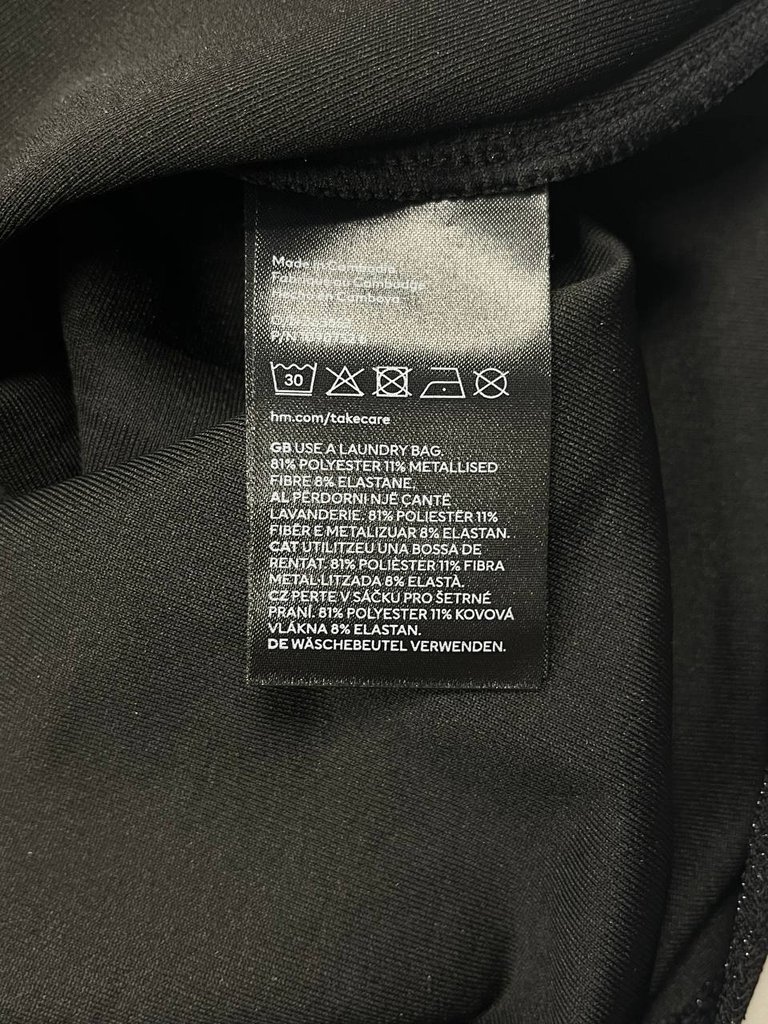 Made in Cambodia
Fabriqué au Cambodge
Hecho en Camboya
P/N
30
hm.com/takecare
GB USE A LAUNDRY BAG.
81% POLYESTER 11% METALLISED
FIBRE 8% ELASTANE.
AL PËRDORNI NJË ÇANTË
LAVANDERIE. 81% POLIESTËR 11%
FIBËR E METALIZUAR 8% ELASTAN.
CAT UTILITZEU UNA BOSSA DE
RENTAT. 81% POLIÈSTER 11% FIBRA
METAL·LITZADA 8% ELASTÀ.
CZ PERTE V SÁČKU PRO ŠETRNÉ
PRANÍ. 81% POLYESTER 11% KOVOVÁ
VLÁKNA 8% ELASTAN.
DE WÄSCHEBEUTEL VERWENDEN.